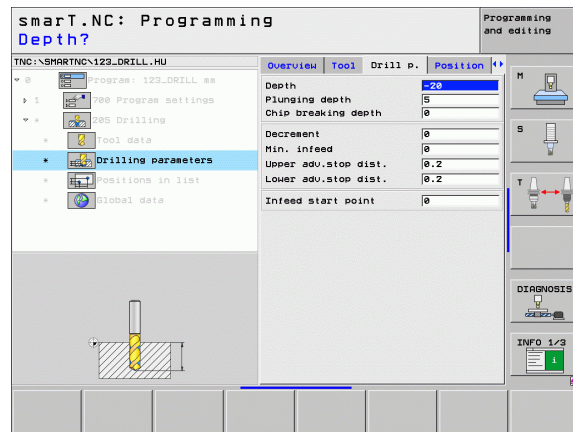 smarT.NC: Programming
Programming and editing
Depth?
TNC:\SMARTNC\123_DRILL.HU
0 Program: 123_DRILL mm
1 700 Program settings
* 205 Drilling
* Tool data
* Drilling parameters
* Positions in list
* Global data
Overview Tool Drill p. Position
Depth -20
Plunging depth 5
Chip breaking depth 0
Decrement 0
Min. infeed 0
Upper adv.stop dist. 0.2
Lower adv.stop dist. 0.2
Infeed start point 0
M
S
T
DIAGNOSIS
INFO 1/3
i